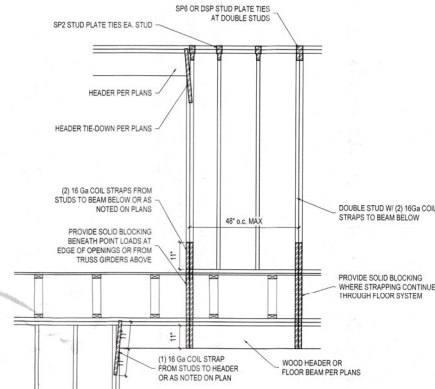 SP6 OR DSP STUD PLATE TIES
AT DOUBLE STUDS
SP2 STUD PLATE TIES EA. STUD
HEADER PER PLANS
HEADER TIE-DOWN PER PLANS
(2) 16 Ga COIL STRAPS FROM
STUDS TO BEAM BELOW OR AS
NOTED ON PLANS
48" o.c. MAX
DOUBLE STUD W/ (2) 16Ga COIL
STRAPS TO BEAM BELOW
PROVIDE SOLID BLOCKING
BENEATH POINT LOADS AT
EDGE OF OPENINGS OR FROM
TRUSS GIRDERS ABOVE
11"
PROVIDE SOLID BLOCKING
WHERE STRAPPING CONTINUE
THROUGH FLOOR SYSTEM
11"
11"
11"
(1) 16 Ga COIL STRAP
FROM STUDS TO HEADER
OR AS NOTED ON PLAN
WOOD HEADER OR
FLOOR BEAM PER PLANS